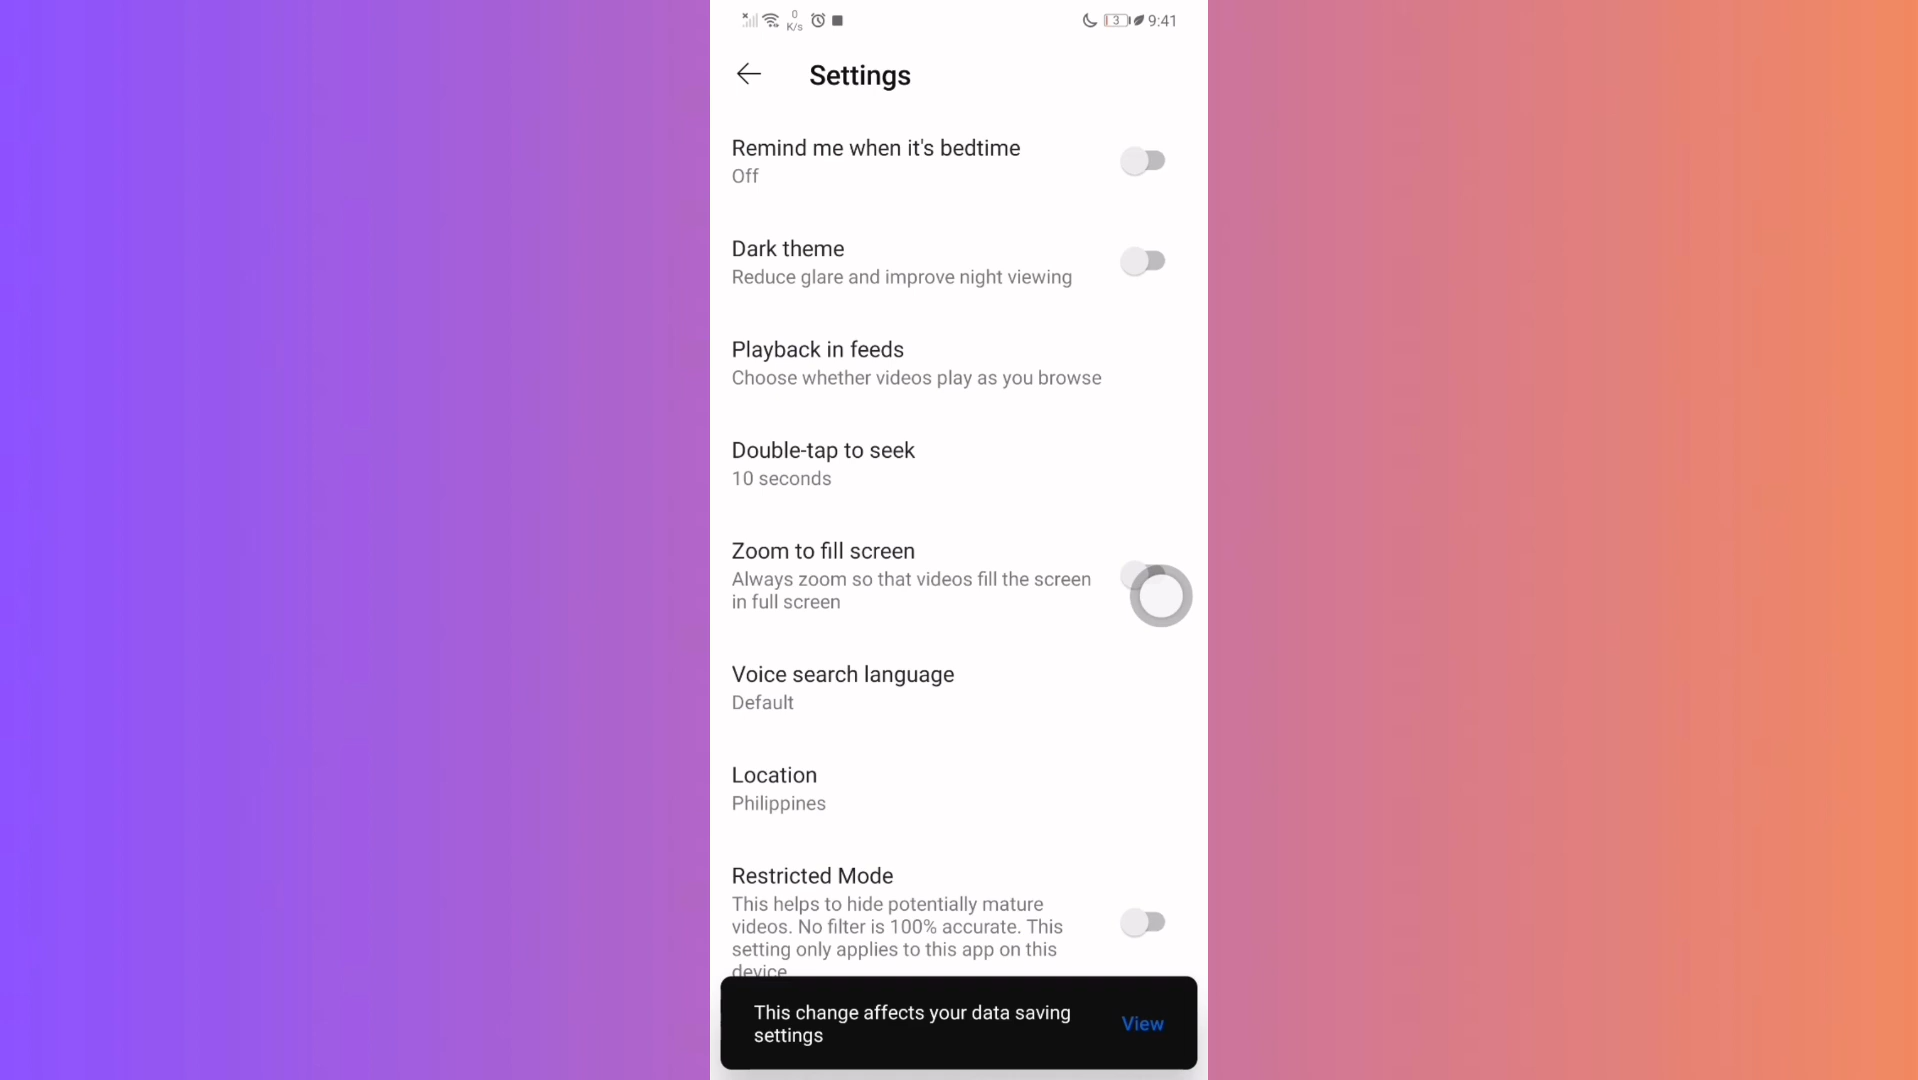 0
K/s
3
9:41
Settings
Remind me when it's bedtime
Off
Dark theme
Reduce glare and improve night viewing
Playback in feeds
Choose whether videos play as you browse
Double-tap to seek
10 seconds
Zoom to fill screen
Always zoom so that videos fill the screen
in full screen
Voice search language
Default
Location
Philippines
Restricted Mode
This helps to hide potentially mature
videos. No filter is 100% accurate. This
setting only applies to this app on this
device
This change affects your data saving
settings
View